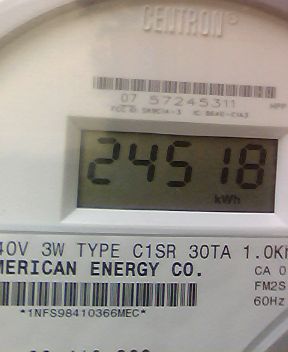 CENTRON®
07 57245311
24518
kWh
40V 3W TYPE C1SR 30TA 1.0K
MERICAN ENERGY CO.
CA 0
FM2S
60Hz
*1NFS98410366MEC*